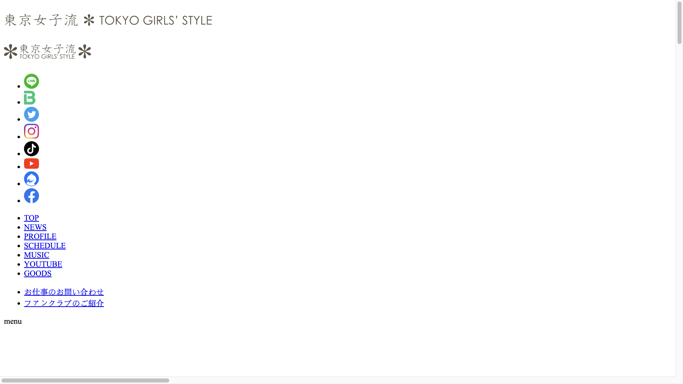 東京女子流 ✻ TOKYO GIRLS' STYLE
東京女子流
TOKYO GIRLS' STYLE
LINE
TOP
NEWS
PROFILE
SCHEDULE
MUSIC
YOUTUBE
GOODS
お仕事のお問い合わせ
ファンクラブのご紹介
menu